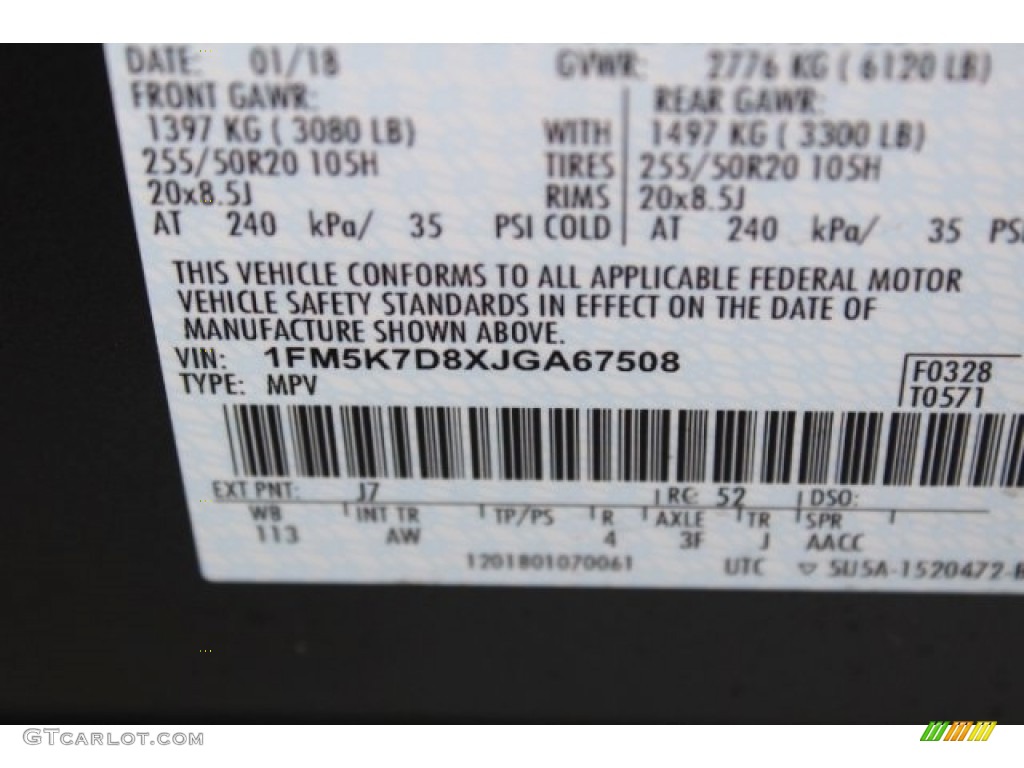 DATE: 01/18 GVWR: 2776 KG ( 6120 LB)
FRONT GAWR: REAR GAWR:
1397 KG ( 3080 LB) WITH 1497 KG ( 3300 LB)
255/50R20 105H TIRES 255/50R20 105H
20x8.5J RIMS 20x8.5J
AT 240 kPa/ 35 PSI COLD AT 240 kPa/ 35 PSI
THIS VEHICLE CONFORMS TO ALL APPLICABLE FEDERAL MOTOR
VEHICLE SAFETY STANDARDS IN EFFECT ON THE DATE OF
MANUFACTURE SHOWN ABOVE.
VIN: 1FM5K7D8XJGA67508
F0328
TYPE: MPV T0571
EXT PNT: J7 RC: 52 DSO:
WB INT TR TP/PS R AXLE TR SPR
113 AW 4 3F J AACC
1201801070061 UTC ▽ SU5A-1520472-
GTCARLOT.COM